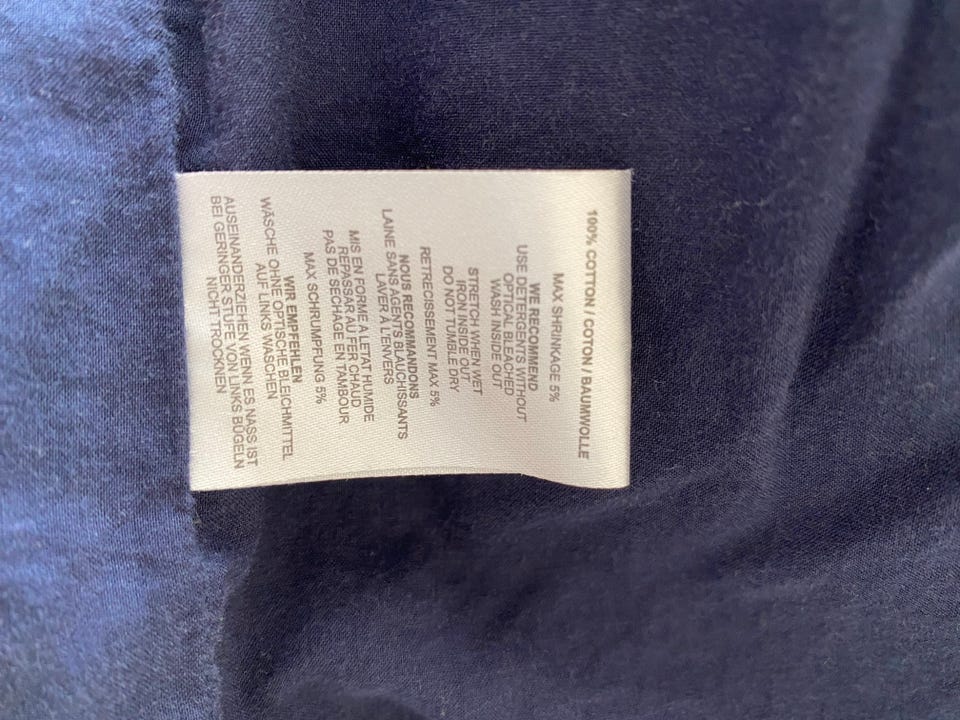 100% COTTON / COTON / BAUMWOLLE
MAX SHRINKAGE 5%
WE RECOMMEND
USE DETERGENTS WITHOUT
OPTICAL BLEACHED
WASH INSIDE OUT
STRETCH WHEN WET
IRON INSIDE OUT
DO NOT TUMBLE DRY
RETRECISSEMENT MAX 5%
NOUS RECOMMANDONS
LAINE SANS AGENTS BLAUCHISSANTS
LAVER À L'ENVERS
MIS EN FORME A LETAT HUMIDE
REPASSAR AU FER CHAUD
PAS DE SECHAGE EN TAMBOUR
MAX SCHRUMPFUNG 5%
WIR EMPFEHLEN
WÄSCHE OHNE OPTISCHE BLEICHMITTEL
AUF LINKS WASCHEN
AUSEINANDERZIEHEN WENN ES NASS IST
BEI GERINGER STUFE VON LINKS BÜGELN
NICHT TROCKNEN